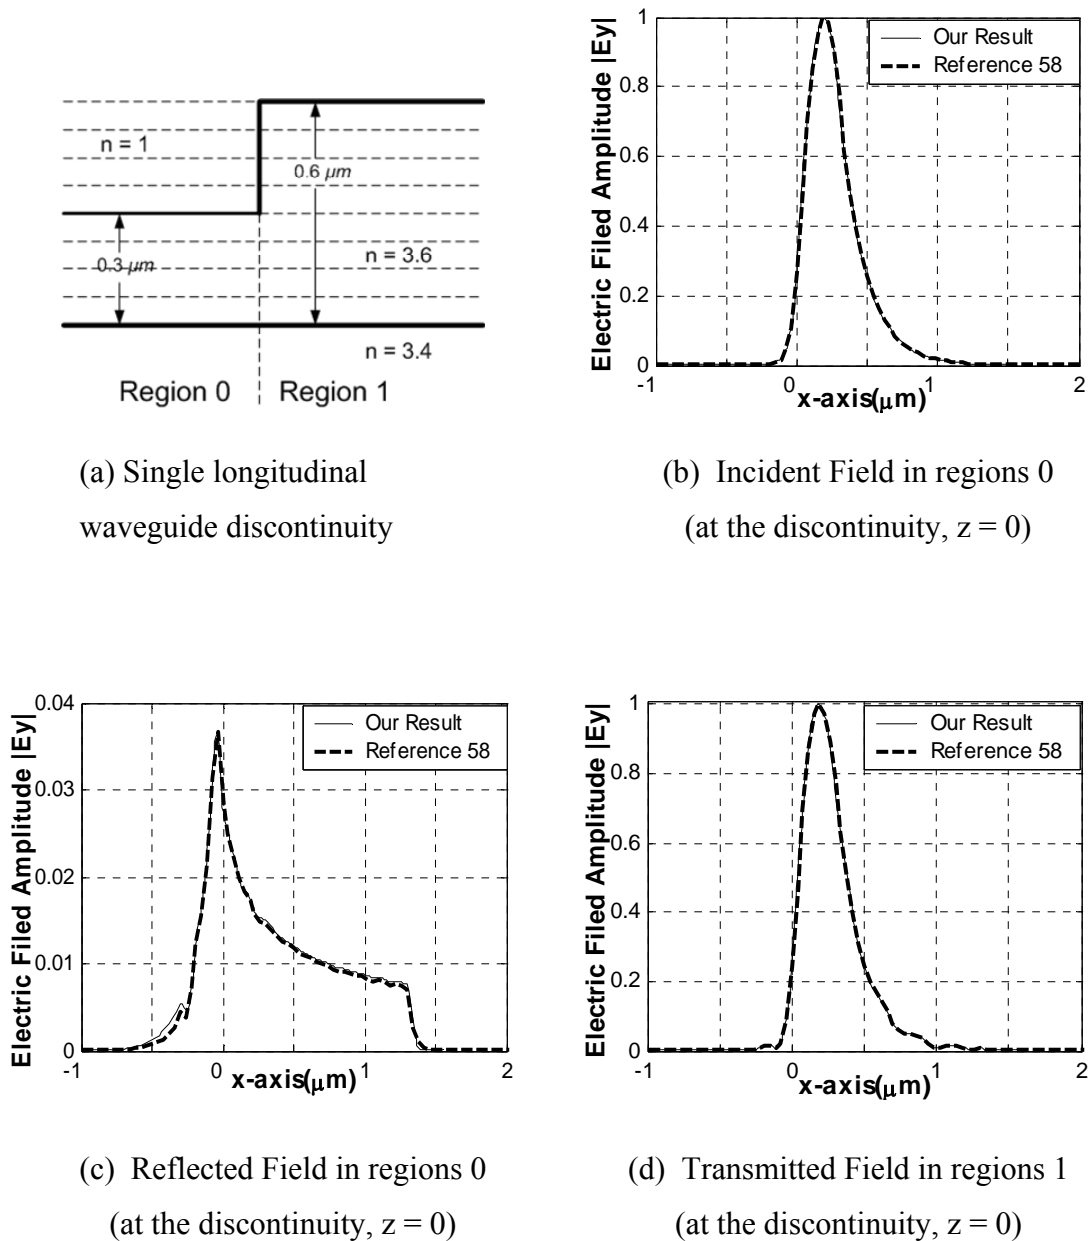 n = 1
0.6 μm
0.3 μm
n = 3.6
n = 3.4
Region 0
Region 1
Electric Filed Amplitude |Ey|
1
0.8
0.6
0.4
0.2
0
Our Result
Reference 58
-1
0
1
2
x-axis(μm)
(a) Single longitudinal
waveguide discontinuity
(b) Incident Field in regions 0
(at the discontinuity, z = 0)
Electric Filed Amplitude |Ey|
0.04
0.03
0.02
0.01
0
Our Result
Reference 58
-1
0
1
2
x-axis(μm)
Electric Filed Amplitude |Ey|
1
0.8
0.6
0.4
0.2
0
Our Result
Reference 58
-1
0
1
2
x-axis(μm)
(c) Reflected Field in regions 0
(at the discontinuity, z = 0)
(d) Transmitted Field in regions 1
(at the discontinuity, z = 0)